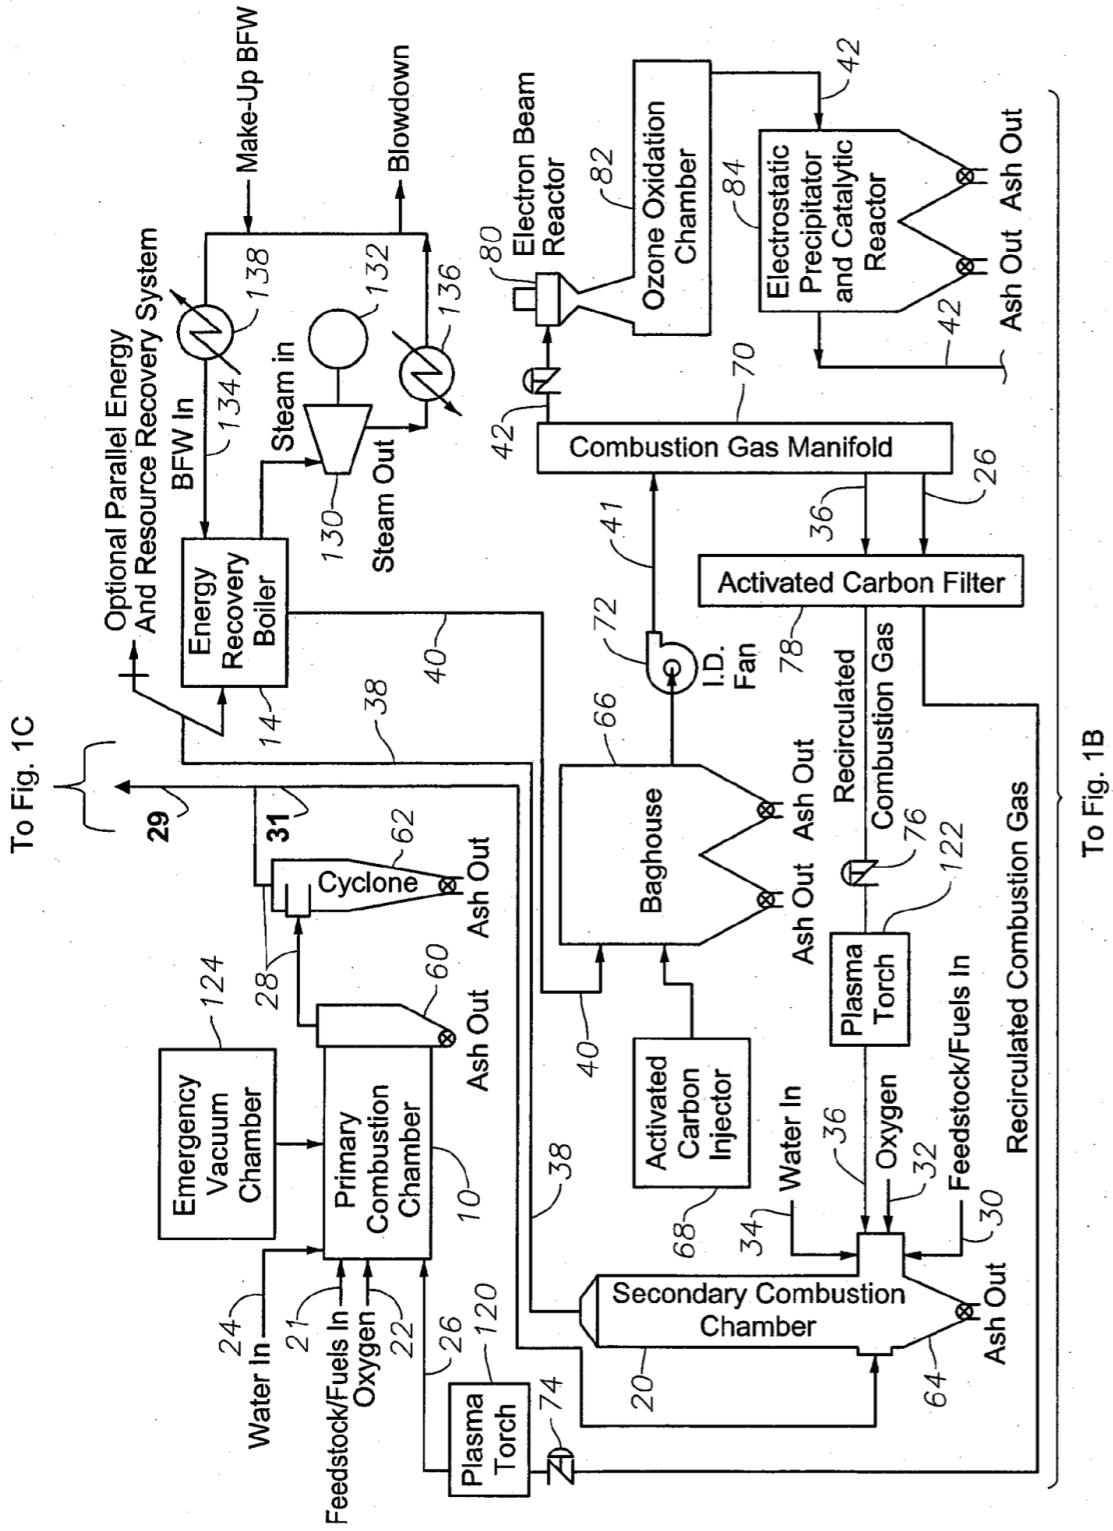 To Fig. 1C
Optional Parallel Energy
And Resource Recovery System
Make-Up BFW
Blowdown
BFW In
134
138
132
136
Steam in
Steam Out
130
Energy
Recovery
Boiler
14
40
38
29
31
28
Cyclone
62
Ash Out
Emergency
Vacuum
Chamber
124
60
Ash Out
Primary
Combustion
Chamber
10
24
Water In
21
Feedstock/Fuels In
Oxygen
22
26
120
Plasma
Torch
74
Electron Beam
Reactor
80
82
Ozone Oxidation
Chamber
42
84
Electrostatic
Precipitator
and Catalytic
Reactor
Ash Out
Ash Out
42
42
70
Combustion Gas Manifold
41
36
26
Activated Carbon Filter
78
72
I.D.
Fan
66
Baghouse
Ash Out
Ash Out
40
Activated
Carbon
Injector
68
Recirculated
Combustion Gas
76
122
Plasma
Torch
36
38
34
Water In
Oxygen
32
Feedstock/Fuels In
30
Secondary Combustion
Chamber
20
64
Ash Out
Recirculated Combustion Gas
To Fig. 1B